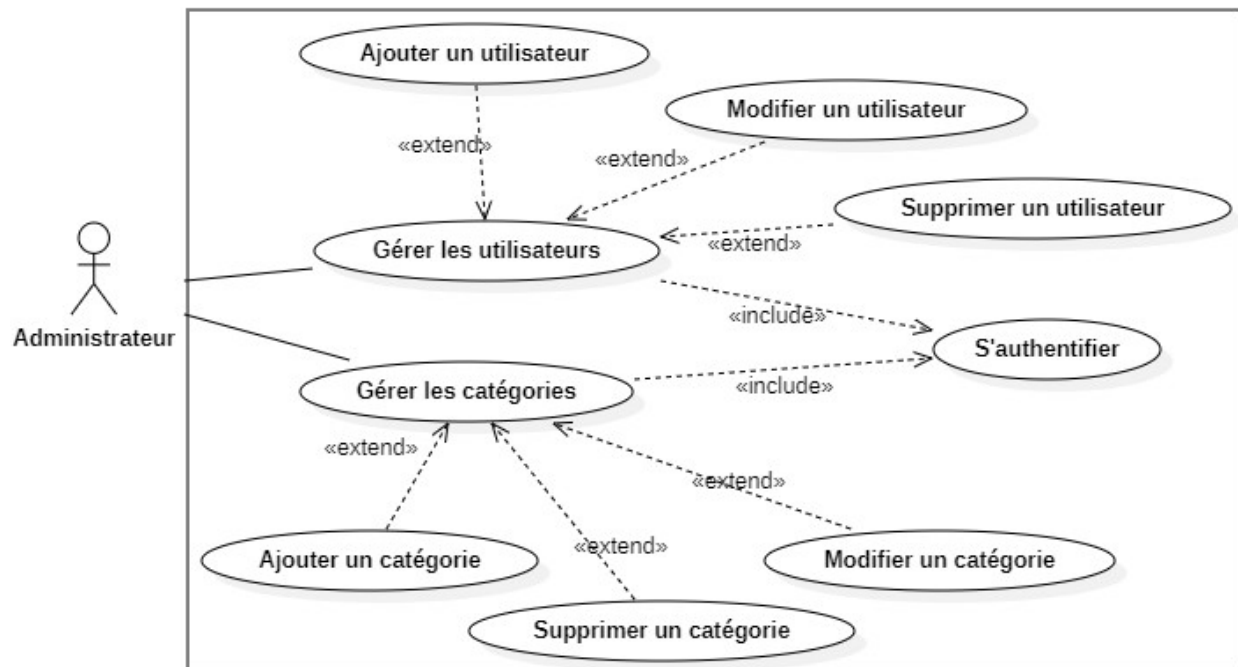 Ajouter un utilisateur
Modifier un utilisateur
«extend»
«extend»
Supprimer un utilisateur
«extend»
Gérer les utilisateurs
«include»
Administrateur
S'authentifier
Gérer les catégories
«include»
«extend»
«extend»
«extend»
Ajouter un catégorie
Modifier un catégorie
Supprimer un catégorie